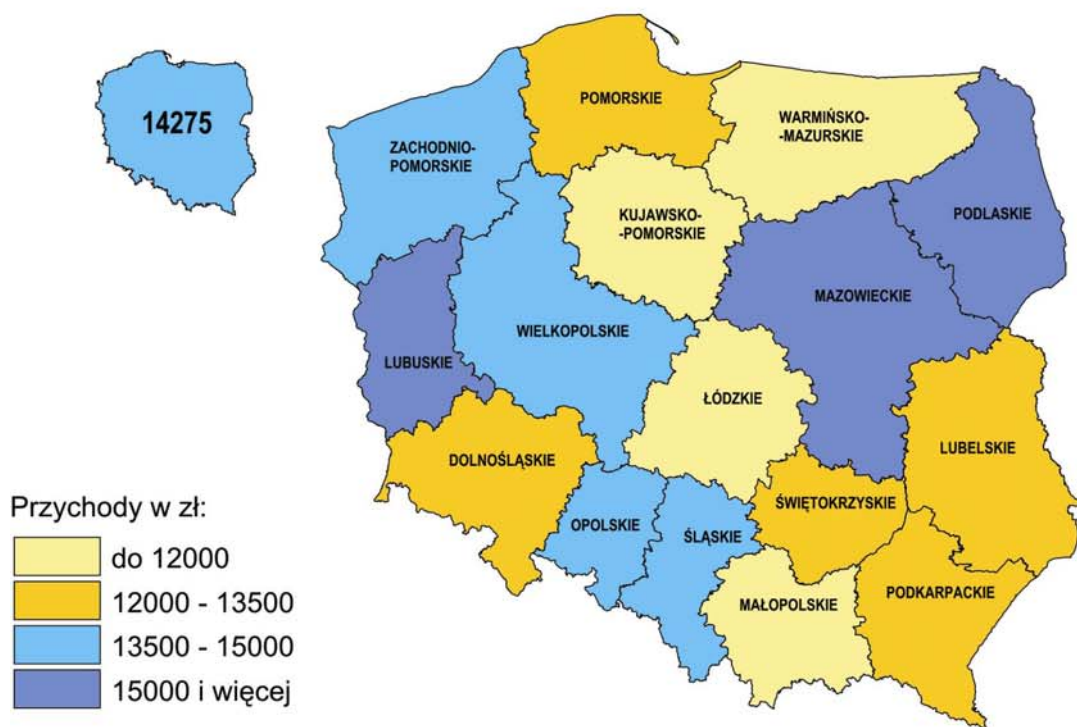 14275
POMORSKIE
WARMIŃSKO-
-MAZURSKIE
ZACHODNIO-
POMORSKIE
PODLASKIE
KUJAWSKO-
-POMORSKIE
MAZOWIECKIE
WIELKOPOLSKIE
LUBUSKIE
ŁÓDZKIE
LUBELSKIE
DOLNOŚLĄSKIE
ŚWIĘTOKRZYSKIE
OPOLSKIE
ŚLĄSKIE
PODKARPACKIE
MAŁOPOLSKIE
Przychody w zł:
do 12000
12000 - 13500
13500 - 15000
15000 i więcej